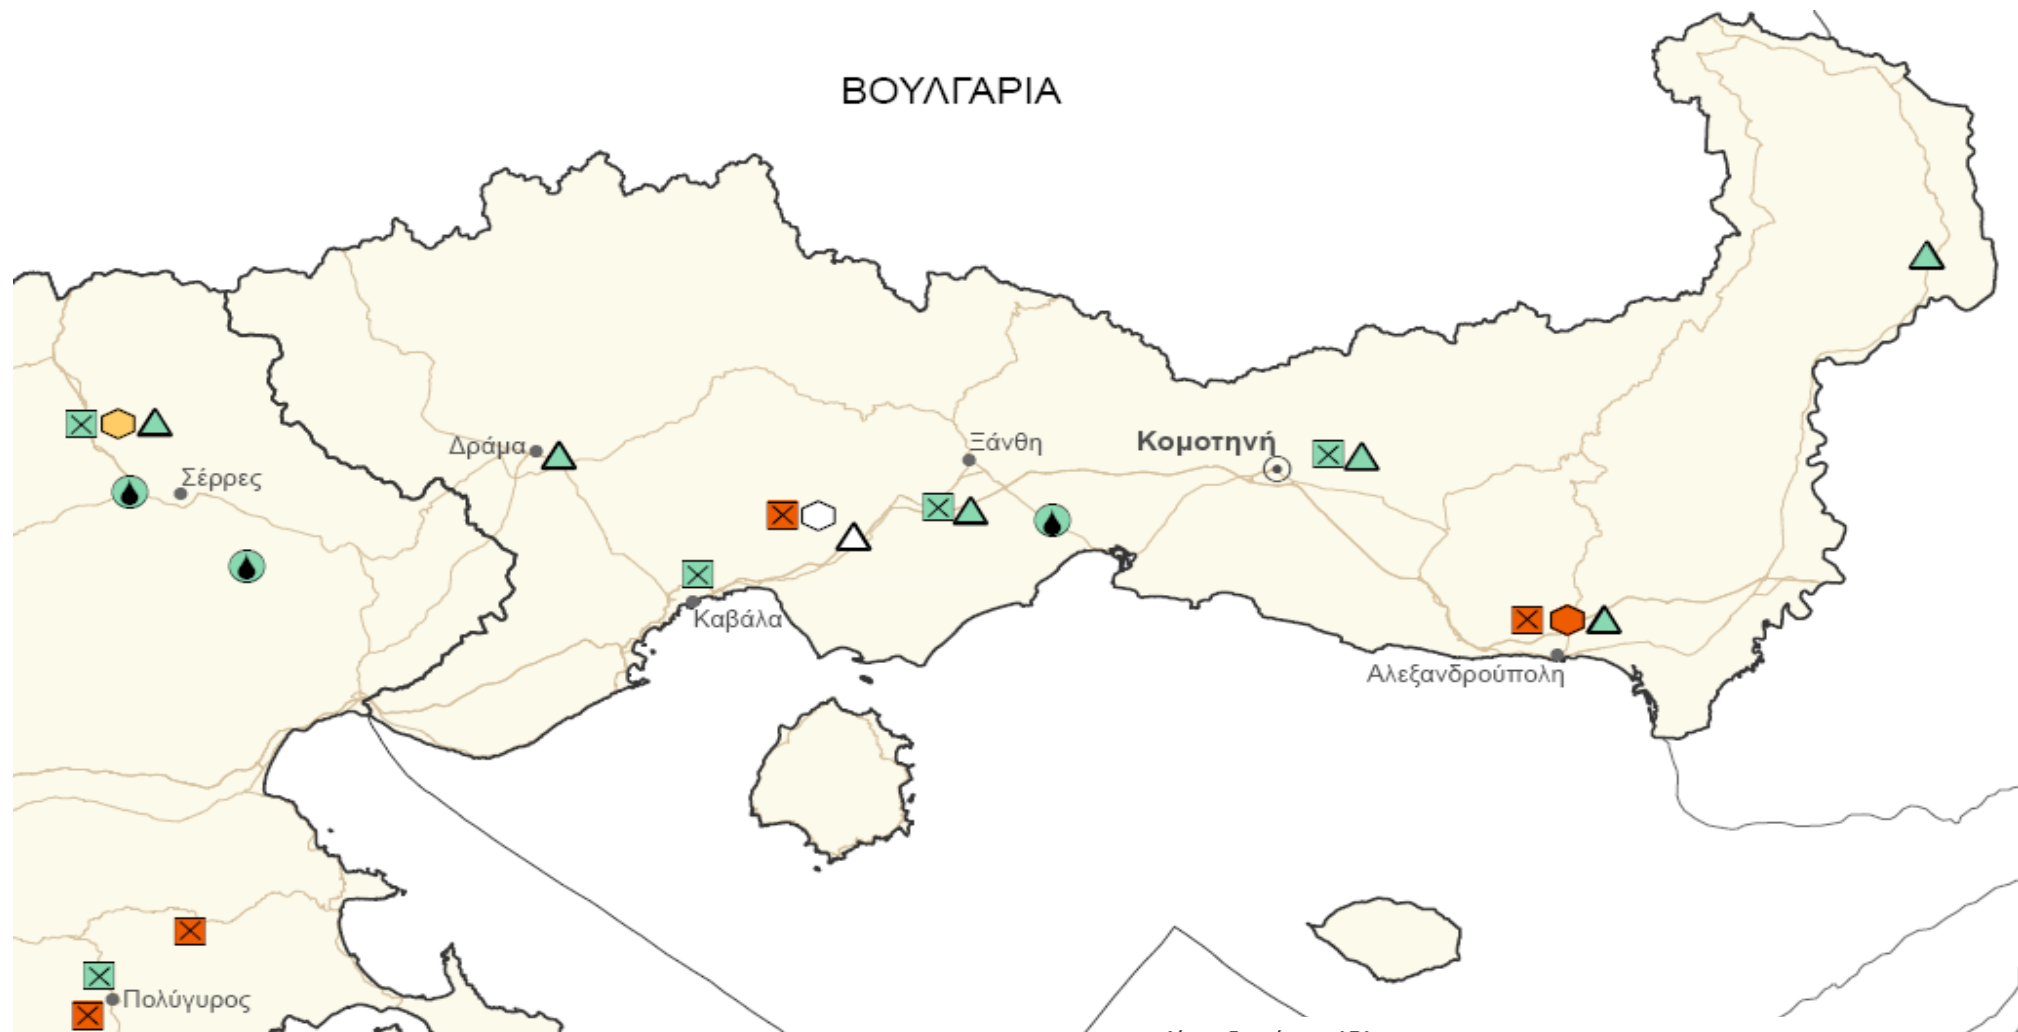 ΒΟΥΛΓΑΡΙΑ
Δράμα
Ξάνθη
Κομοτηνή
Σέρρες
Καβάλα
Αλεξανδρούπολη
Πολύγυρος